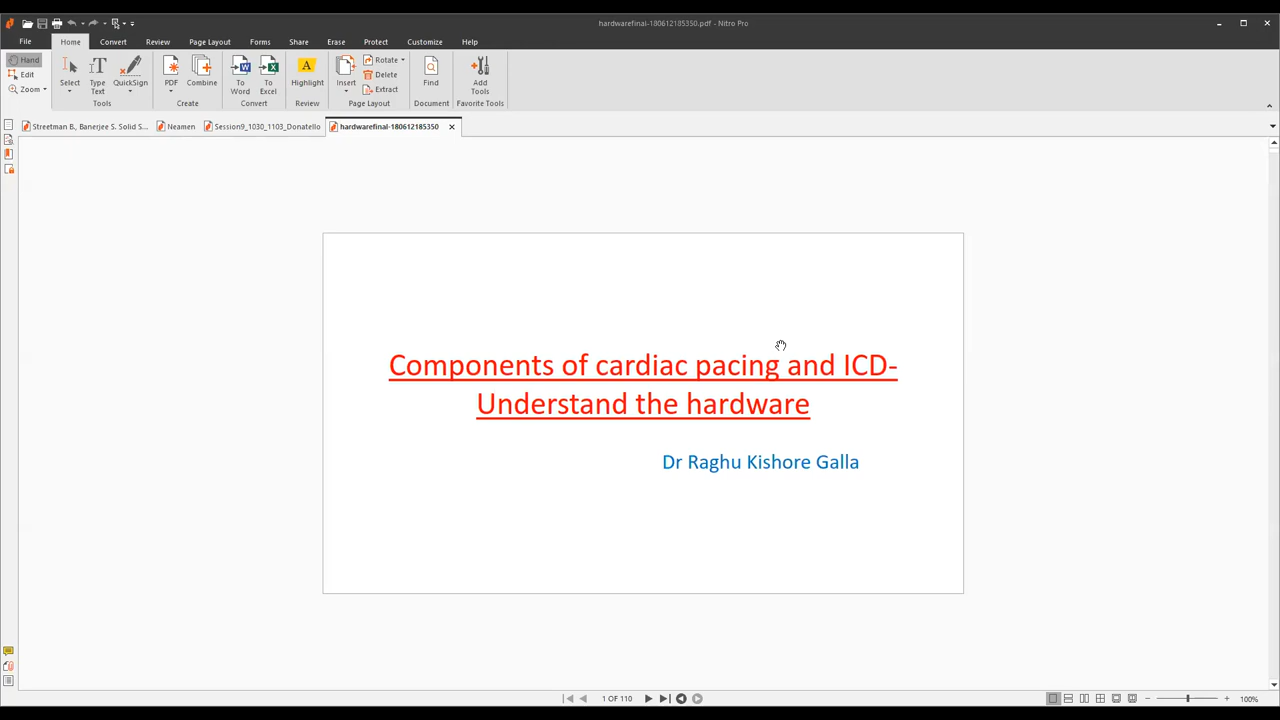 hardwarefinal-180612185350.pdf - Nitro Pro
File Home Convert Review Page Layout Forms Share Erase Protect Customize Help
Hand
Edit
Zoom
Select
Type Text
QuickSign
Tools
PDF
Combine
Create
To Word
To Excel
Convert
Highlight
Review
Insert
Rotate
Delete
Extract
Page Layout
Find
Document
Add Tools
Favorite Tools
Streetman B., Banerjee S. Solid S... Neamen Session9_1030_1103_Donatello hardwarefinal-180612185350
Components of cardiac pacing and ICD-
Understand the hardware
Dr Raghu Kishore Galla
1 OF 110
100%